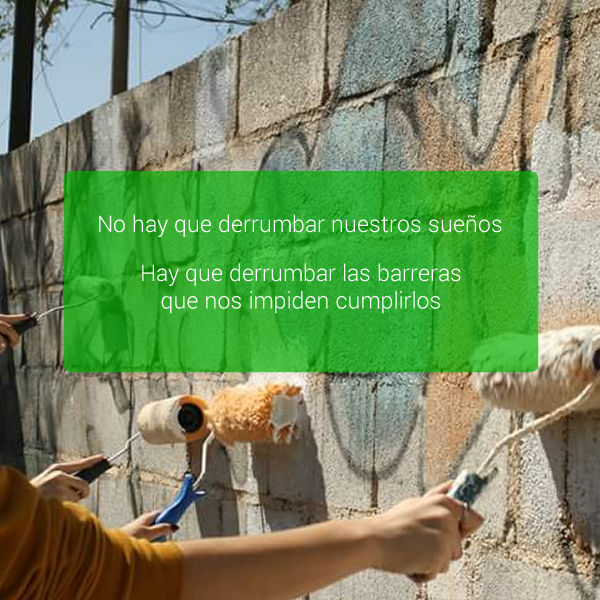 No hay que derrumbar nuestros sueños
Hay que derrumbar las barreras
que nos impiden cumplirlos